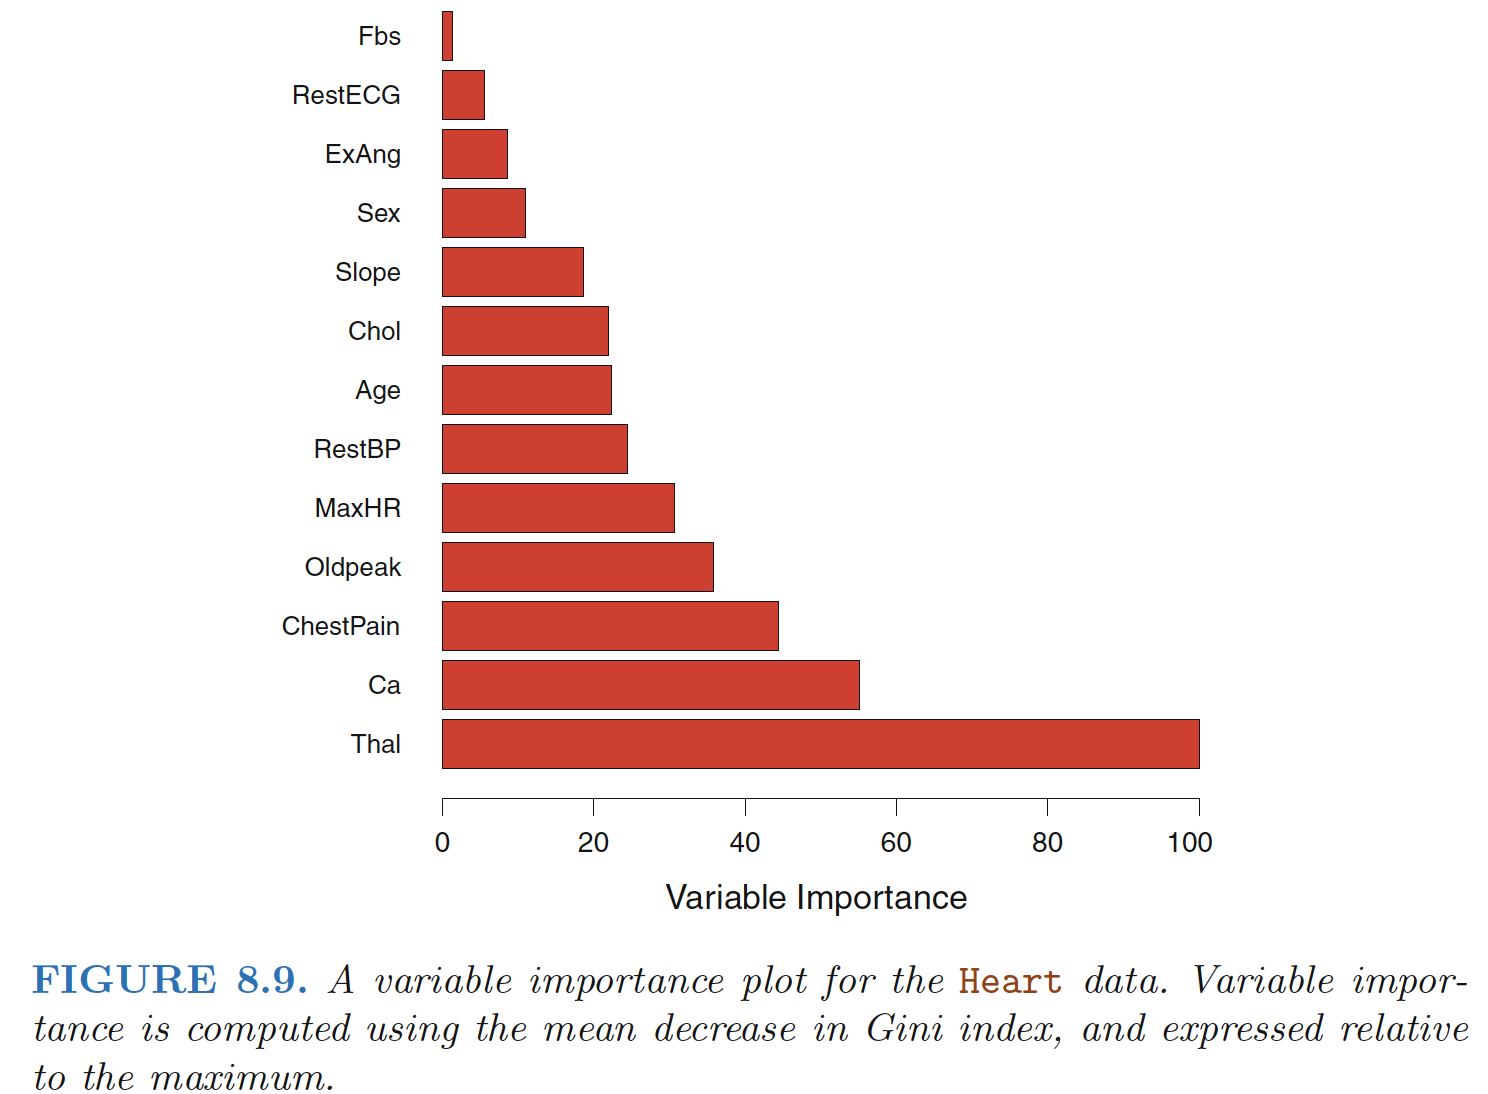 Fbs
RestECG
ExAng
Sex
Slope
Chol
Age
RestBP
MaxHR
Oldpeak
ChestPain
Ca
Thal
0 20 40 60 80 100
Variable Importance
FIGURE 8.9. A variable importance plot for the Heart data. Variable impor-
tance is computed using the mean decrease in Gini index, and expressed relative
to the maximum.